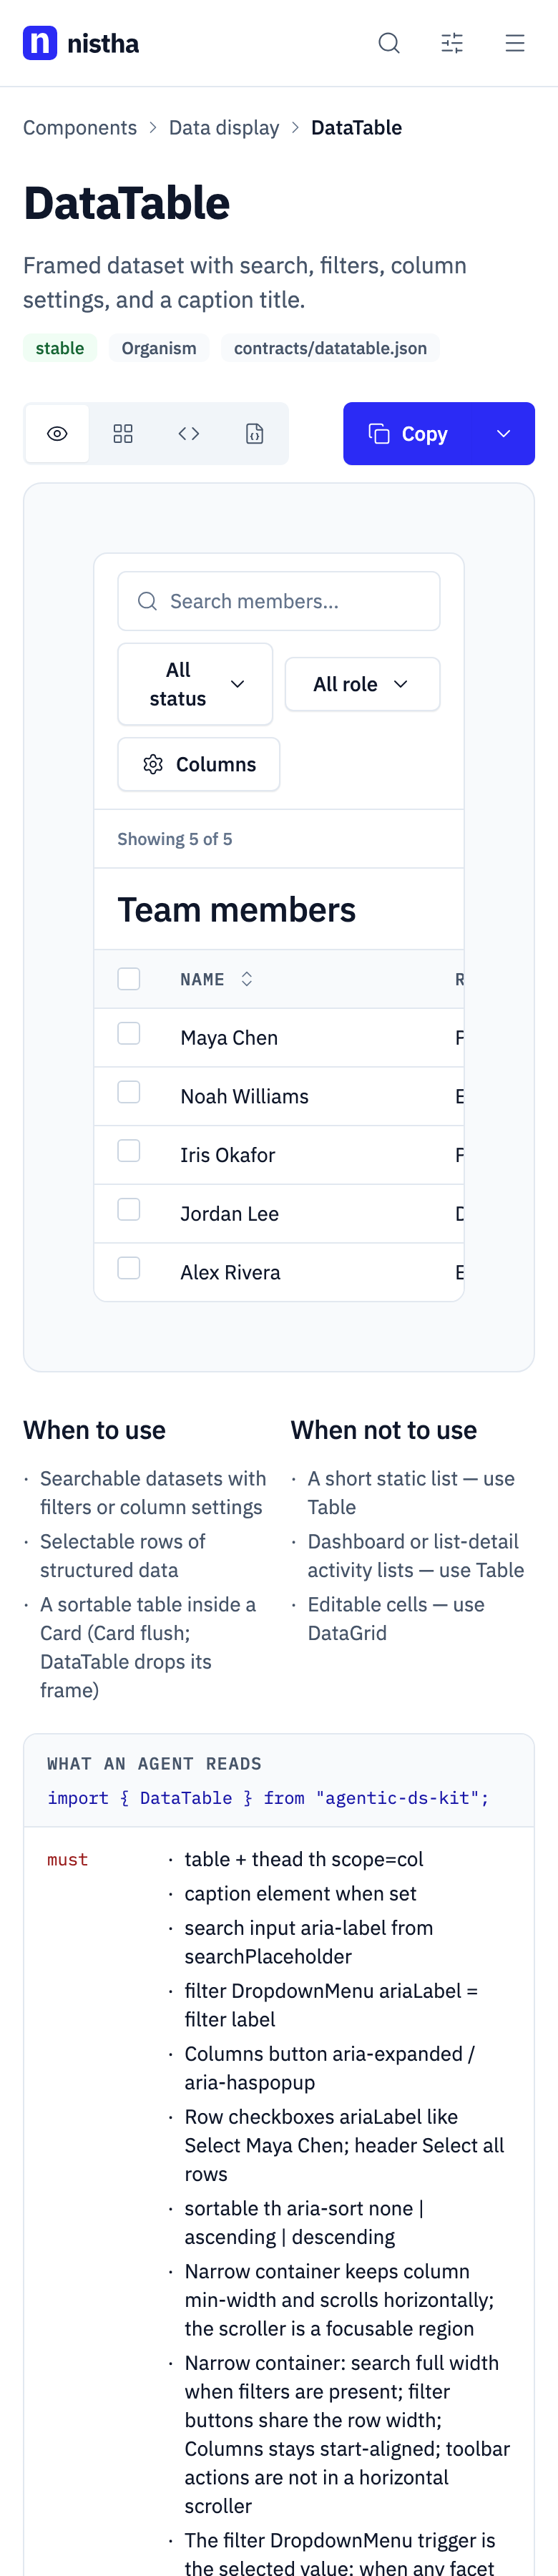 n nistha
Components > Data display > DataTable
DataTable
Framed dataset with search, filters, column
settings, and a caption title.
stable Organism contracts/datatable.json
Copy
Search members...
All
status
All role
Columns
Showing 5 of 5
Team members
NAME R
Maya Chen
Noah Williams E
Iris Okafor
Jordan Lee D
Alex Rivera E
When to use
· Searchable datasets with
filters or column settings
· Selectable rows of
structured data
· A sortable table inside a
Card (Card flush;
DataTable drops its
frame)
When not to use
· A short static list — use
Table
· Dashboard or list-detail
activity lists — use Table
· Editable cells — use
DataGrid
WHAT AN AGENT READS
import { DataTable } from "agentic-ds-kit";
must
· table + thead th scope=col
· caption element when set
· search input aria-label from
searchPlaceholder
· filter DropdownMenu ariaLabel =
filter label
· Columns button aria-expanded /
aria-haspopup
· Row checkboxes ariaLabel like
Select Maya Chen; header Select all
rows
· sortable th aria-sort none |
ascending | descending
· Narrow container keeps column
min-width and scrolls horizontally;
the scroller is a focusable region
· Narrow container: search full width
when filters are present; filter
buttons share the row width;
Columns stays start-aligned; toolbar
actions are not in a horizontal
scroller
· The filter DropdownMenu trigger is
the selected value; when any facet